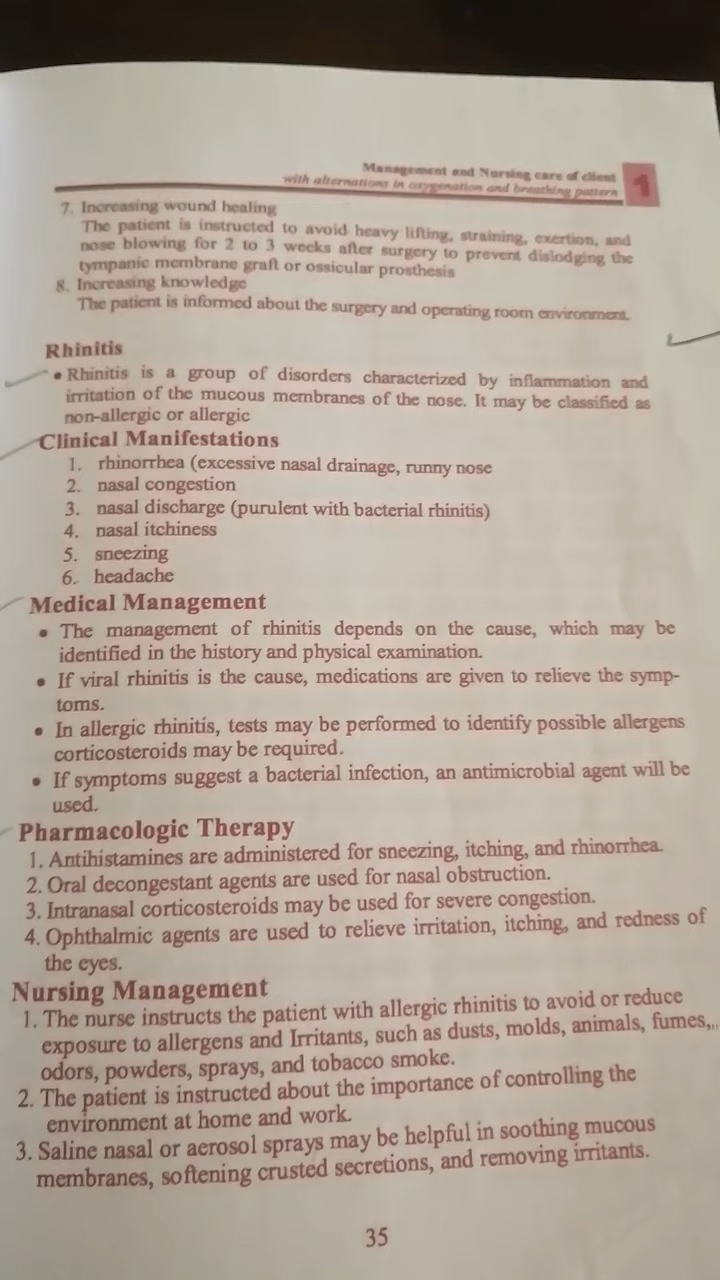 Management and Nursing care of client
with alternations in oxygenation and breathing pattern
1
7. Increasing wound healing
The patient is instructed to avoid heavy lifting, straining, exertion, and
nose blowing for 2 to 3 weeks after surgery to prevent dislodging the
tympanic membrane graft or ossicular prosthesis
8. Increasing knowledge
The patient is informed about the surgery and operating room environment.
Rhinitis
• Rhinitis is a group of disorders characterized by inflammation and
irritation of the mucous membranes of the nose. It may be classified as
non-allergic or allergic
Clinical Manifestations
1. rhinorrhea (excessive nasal drainage, runny nose
2. nasal congestion
3. nasal discharge (purulent with bacterial rhinitis)
4. nasal itchiness
5. sneezing
6. headache
Medical Management
• The management of rhinitis depends on the cause, which may be
identified in the history and physical examination.
• If viral rhinitis is the cause, medications are given to relieve the symp-
toms.
• In allergic rhinitis, tests may be performed to identify possible allergens
corticosteroids may be required.
• If symptoms suggest a bacterial infection, an antimicrobial agent will be
used.
Pharmacologic Therapy
1. Antihistamines are administered for sneezing, itching, and rhinorrhea.
2. Oral decongestant agents are used for nasal obstruction.
3. Intranasal corticosteroids may be used for severe congestion.
4. Ophthalmic agents are used to relieve irritation, itching, and redness of
the eyes.
Nursing Management
1. The nurse instructs the patient with allergic rhinitis to avoid or reduce
exposure to allergens and Irritants, such as dusts, molds, animals, fumes,,,
odors, powders, sprays, and tobacco smoke.
2. The patient is instructed about the importance of controlling the
environment at home and work.
3. Saline nasal or aerosol sprays may be helpful in soothing mucous
membranes, softening crusted secretions, and removing irritants.
35